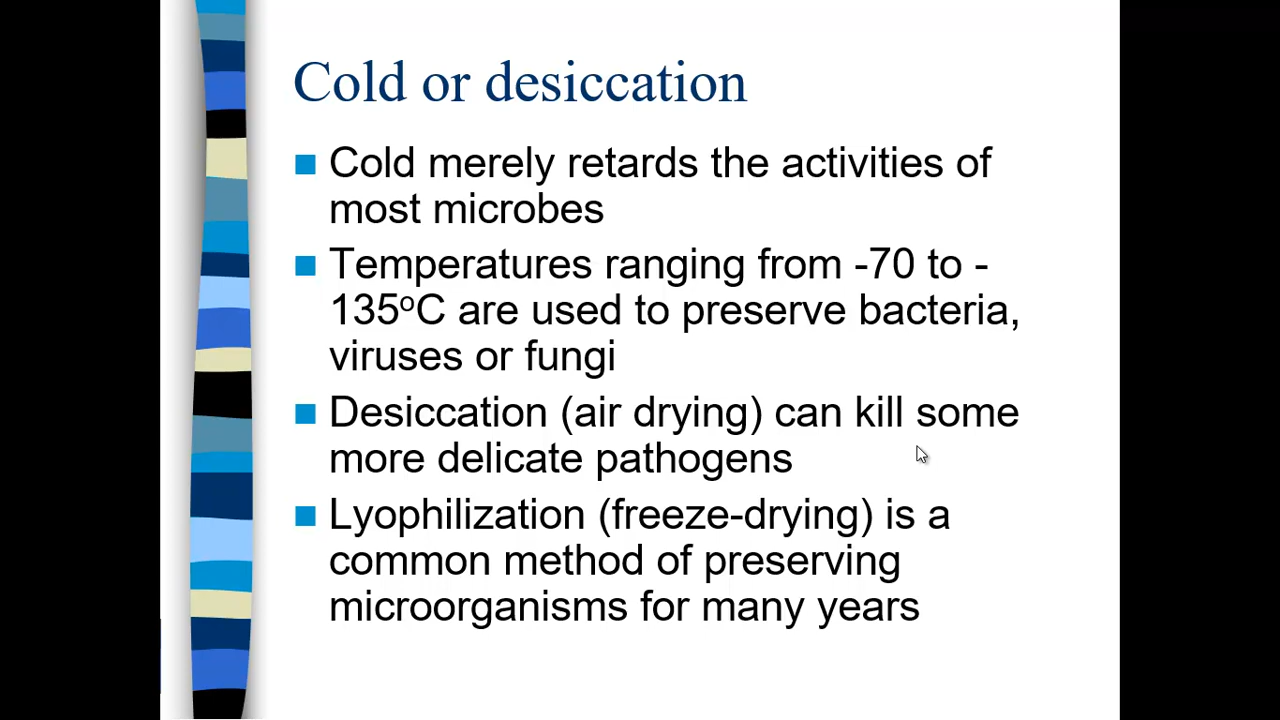 Cold or desiccation
Cold merely retards the activities of
most microbes
Temperatures ranging from -70 to -
135ºC are used to preserve bacteria,
viruses or fungi
Desiccation (air drying) can kill some
more delicate pathogens
Lyophilization (freeze-drying) is a
common method of preserving
microorganisms for many years